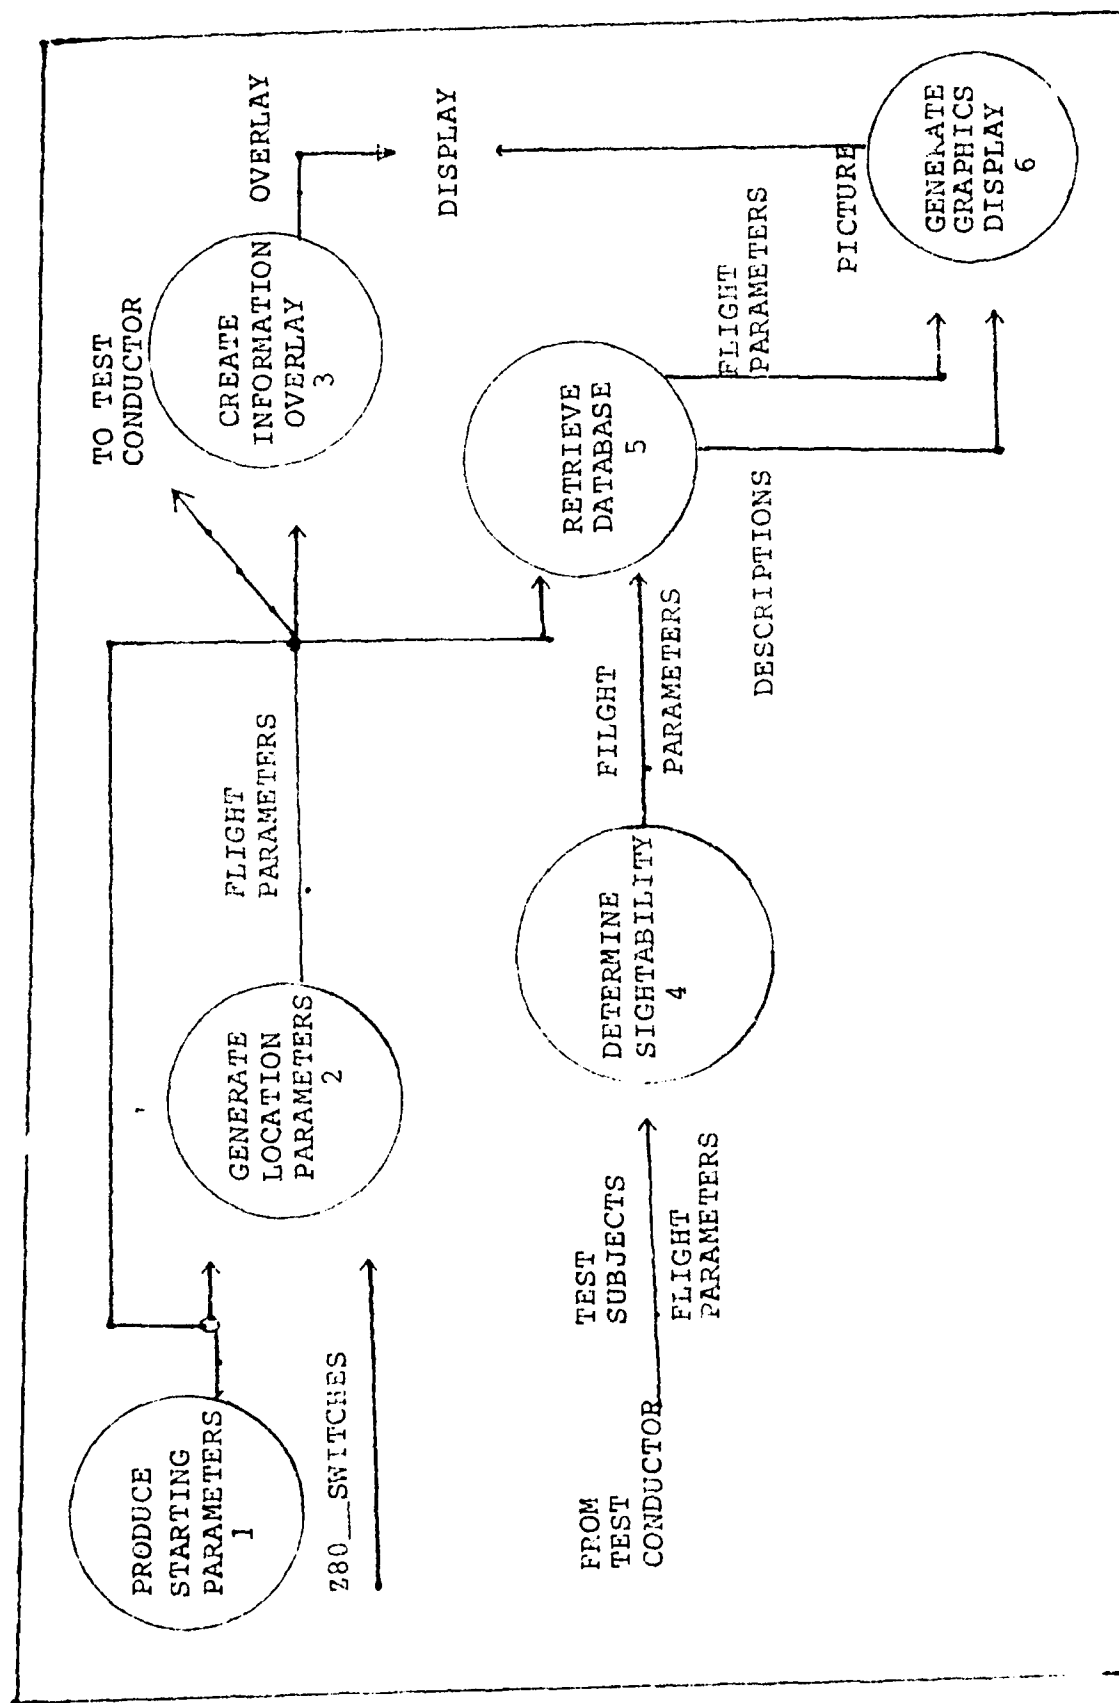 PRODUCE
STARTING
PARAMETERS
1
Z80__SWITCHES
GENERATE
LOCATION
PARAMETERS
2
FLIGHT
PARAMETERS
TO TEST
CONDUCTOR
CREATE
INFORMATION
OVERLAY
3
OVERLAY
DISPLAY
FROM
TEST
CONDUCTOR
TEST
SUBJECTS
FLIGHT
PARAMETERS
DETERMINE
SIGHTABILITY
4
FILGHT
PARAMETERS
RETRIEVE
DATABASE
5
DESCRIPTIONS
FLIGHT
PARAMETERS
PICTURE
GENERATE
GRAPHICS
DISPLAY
6